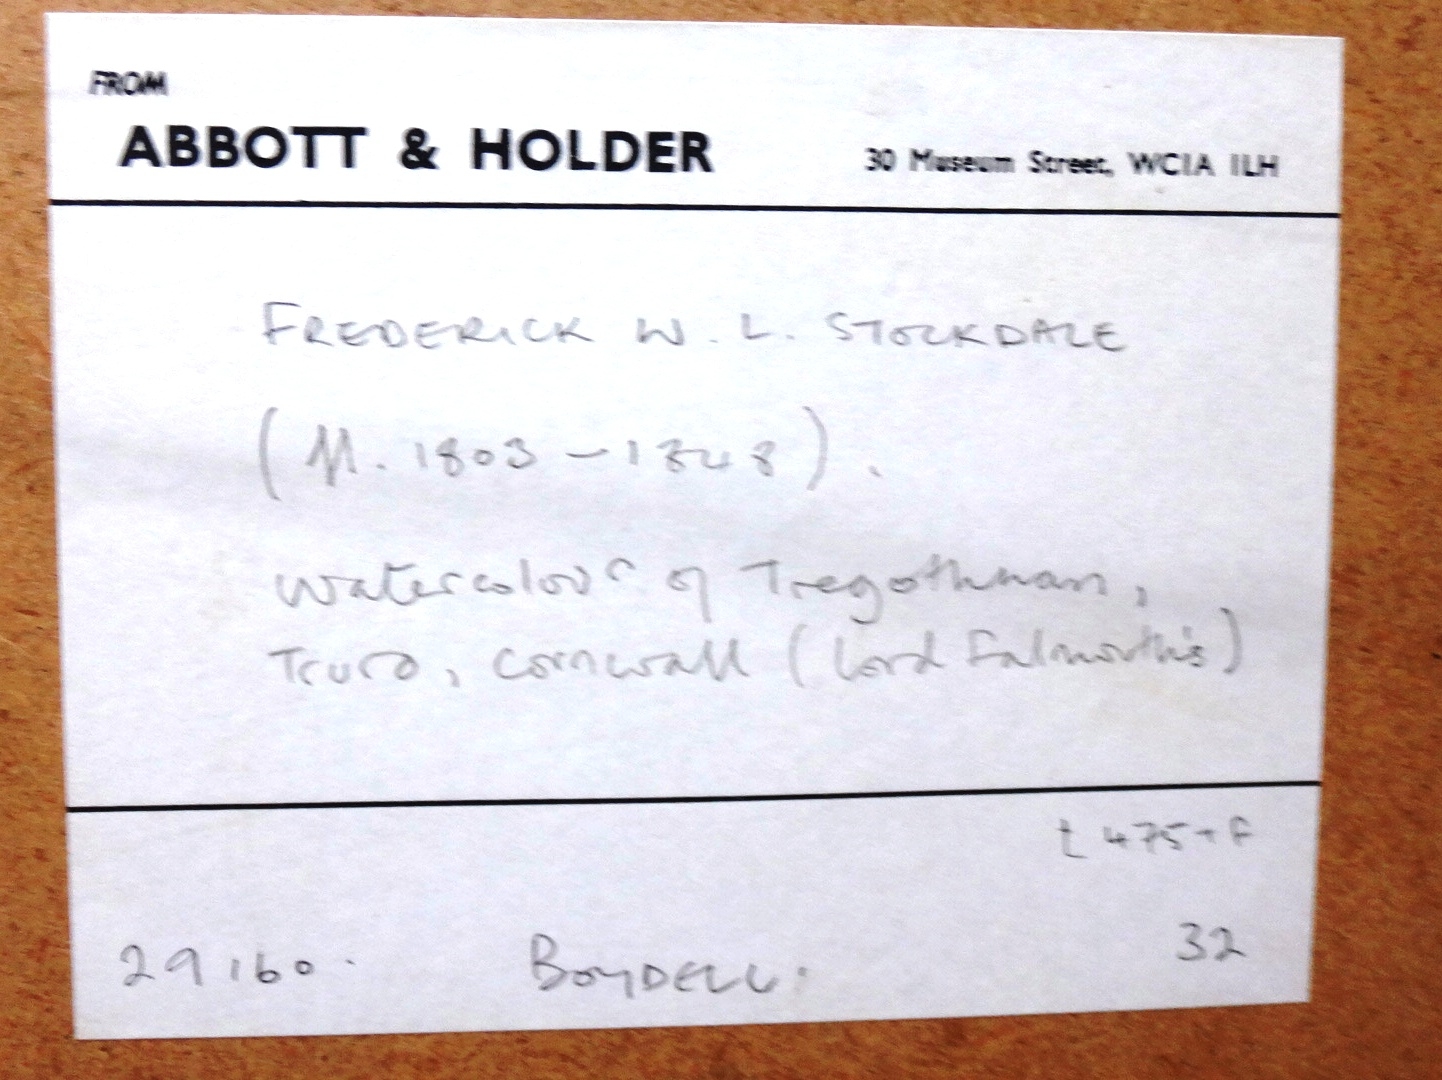 FROM
ABBOTT & HOLDER
30 Museum Street, WC1A 1LH
FREDERICK W. L. STOCKDALE
(fl. 1803 - 1848).
Watercolour of Tregothnan,
Truro, Cornwall (Lord Falmouth's)
£ 475 + F
29160.
BOYDELL.
32